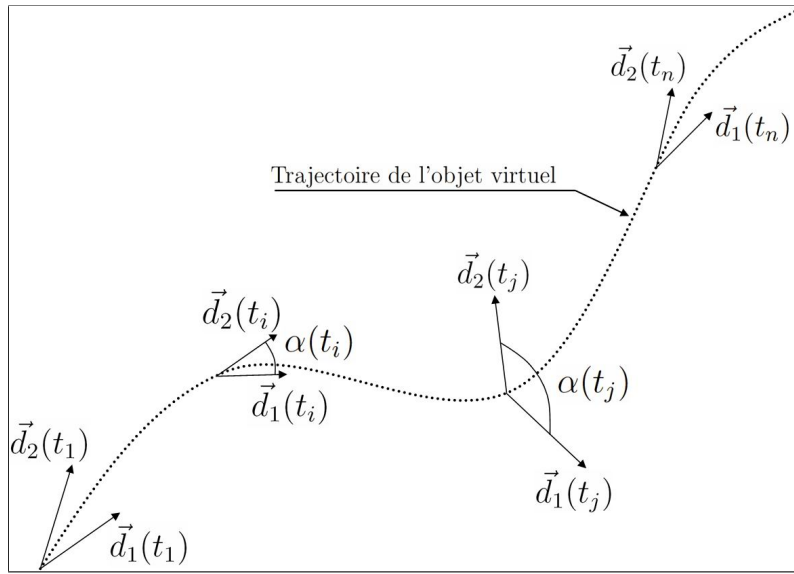 d⃗₂(tₙ)
d⃗₁(tₙ)
Trajectoire de l'objet virtuel
d⃗₂(tⱼ)
d⃗₂(tᵢ)
α(tᵢ)
α(tⱼ)
d⃗₁(tᵢ)
d⃗₂(t₁)
d⃗₁(tⱼ)
d⃗₁(t₁)